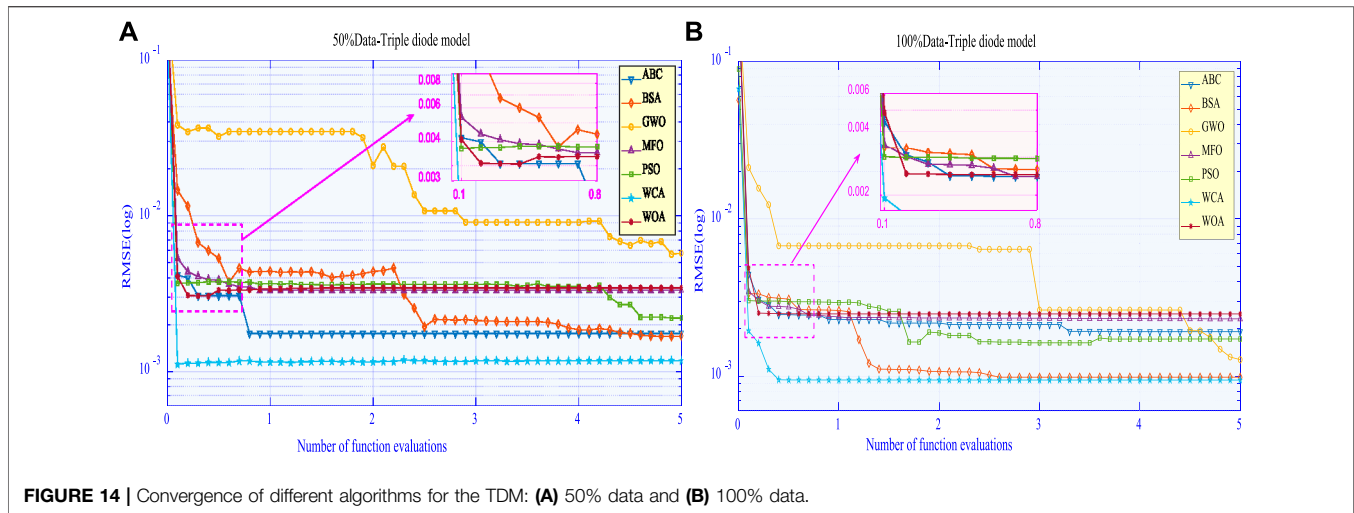 A
50%Data-Triple diode model
10^-1
10^-2
10^-3
RMSE(log)
0.008
0.006
0.004
0.003
0.1
0.8
ABC
BSA
GWO
MFO
PSO
WCA
WOA
0
1
2
3
4
5
Number of function evaluations
B
100%Data-Triple diode model
10^-1
10^-2
10^-3
RMSE(log)
0.006
0.004
0.002
0.1
0.8
ABC
BSA
GWO
MFO
PSO
WCA
WOA
0
1
2
3
4
5
Number of function evaluations
FIGURE 14 | Convergence of different algorithms for the TDM: (A) 50% data and (B) 100% data.